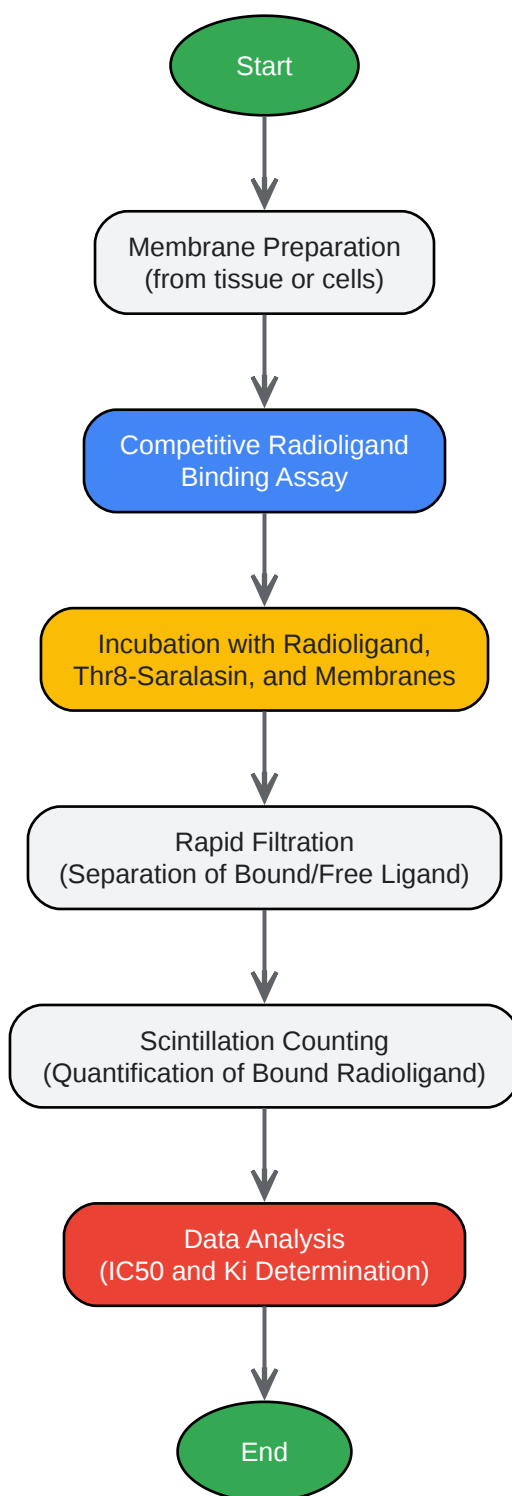 Start
Membrane Preparation
(from tissue or cells)
Competitive Radioligand
Binding Assay
Incubation with Radioligand,
Thr8-Saralasin, and Membranes
Rapid Filtration
(Separation of Bound/Free Ligand)
Scintillation Counting
(Quantification of Bound Radioligand)
Data Analysis
(IC50 and Ki Determination)
End